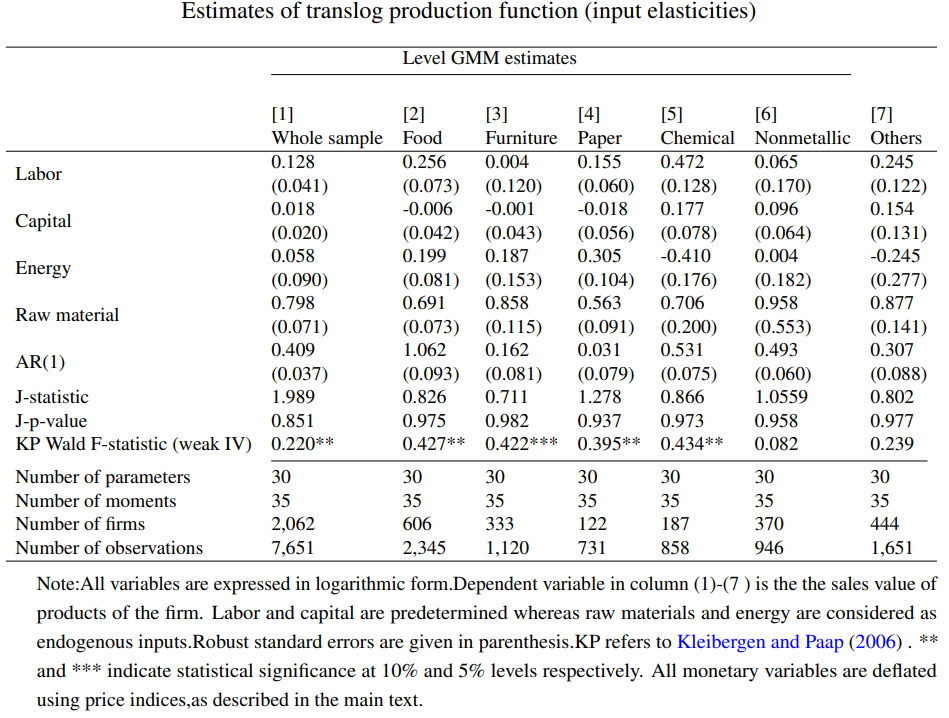 Estimates of translog production function (input elasticities)
Level GMM estimates
[1] [2] [3] [4] [5] [6] [7]
Whole sample Food Furniture Paper Chemical Nonmetallic Others
Labor 0.128 0.256 0.004 0.155 0.472 0.065 0.245
(0.041) (0.073) (0.120) (0.060) (0.128) (0.170) (0.122)
Capital 0.018 -0.006 -0.001 -0.018 0.177 0.096 0.154
(0.020) (0.042) (0.043) (0.056) (0.078) (0.064) (0.131)
Energy 0.058 0.199 0.187 0.305 -0.410 0.004 -0.245
(0.090) (0.081) (0.153) (0.104) (0.176) (0.182) (0.277)
Raw material 0.798 0.691 0.858 0.563 0.706 0.958 0.877
(0.071) (0.073) (0.115) (0.091) (0.200) (0.553) (0.141)
AR(1) 0.409 1.062 0.162 0.031 0.531 0.493 0.307
(0.037) (0.093) (0.081) (0.079) (0.075) (0.060) (0.088)
J-statistic 1.989 0.826 0.711 1.278 0.866 1.0559 0.802
J-p-value 0.851 0.975 0.982 0.937 0.973 0.958 0.977
KP Wald F-statistic (weak IV) 0.220** 0.427** 0.422*** 0.395** 0.434** 0.082 0.239
Number of parameters 30 30 30 30 30 30 30
Number of moments 35 35 35 35 35 35 35
Number of firms 2,062 606 333 122 187 370 444
Number of observations 7,651 2,345 1,120 731 858 946 1,651
Note:All variables are expressed in logarithmic form.Dependent variable in column (1)-(7 ) is the the sales value of
products of the firm. Labor and capital are predetermined whereas raw materials and energy are considered as
endogenous inputs.Robust standard errors are given in parenthesis.KP refers to Kleibergen and Paap (2006) . **
and *** indicate statistical significance at 10% and 5% levels respectively. All monetary variables are deflated
using price indices,as described in the main text.